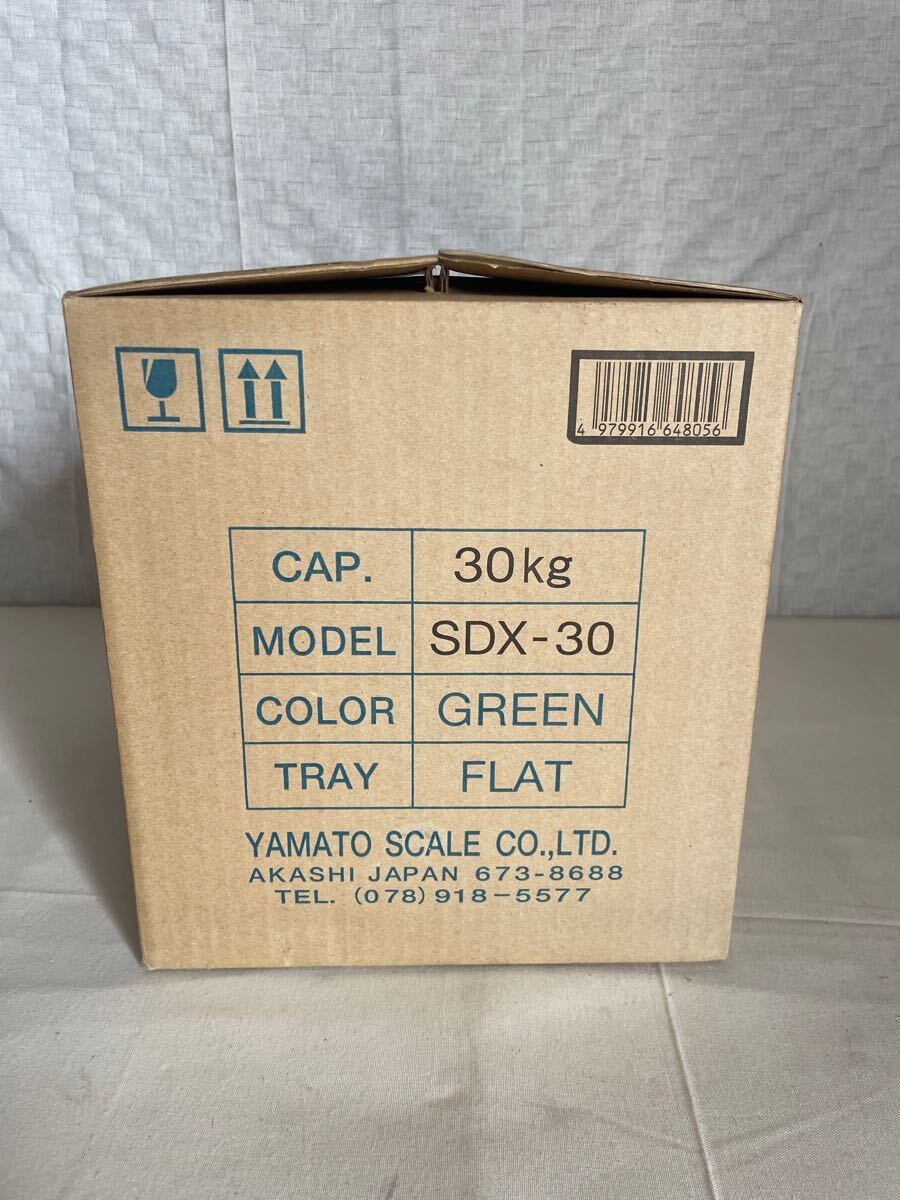 4 979916 648056
CAP. 30kg
MODEL SDX-30
COLOR GREEN
TRAY FLAT
YAMATO SCALE CO.,LTD.
AKASHI JAPAN 673-8688
TEL. (078) 918-5577